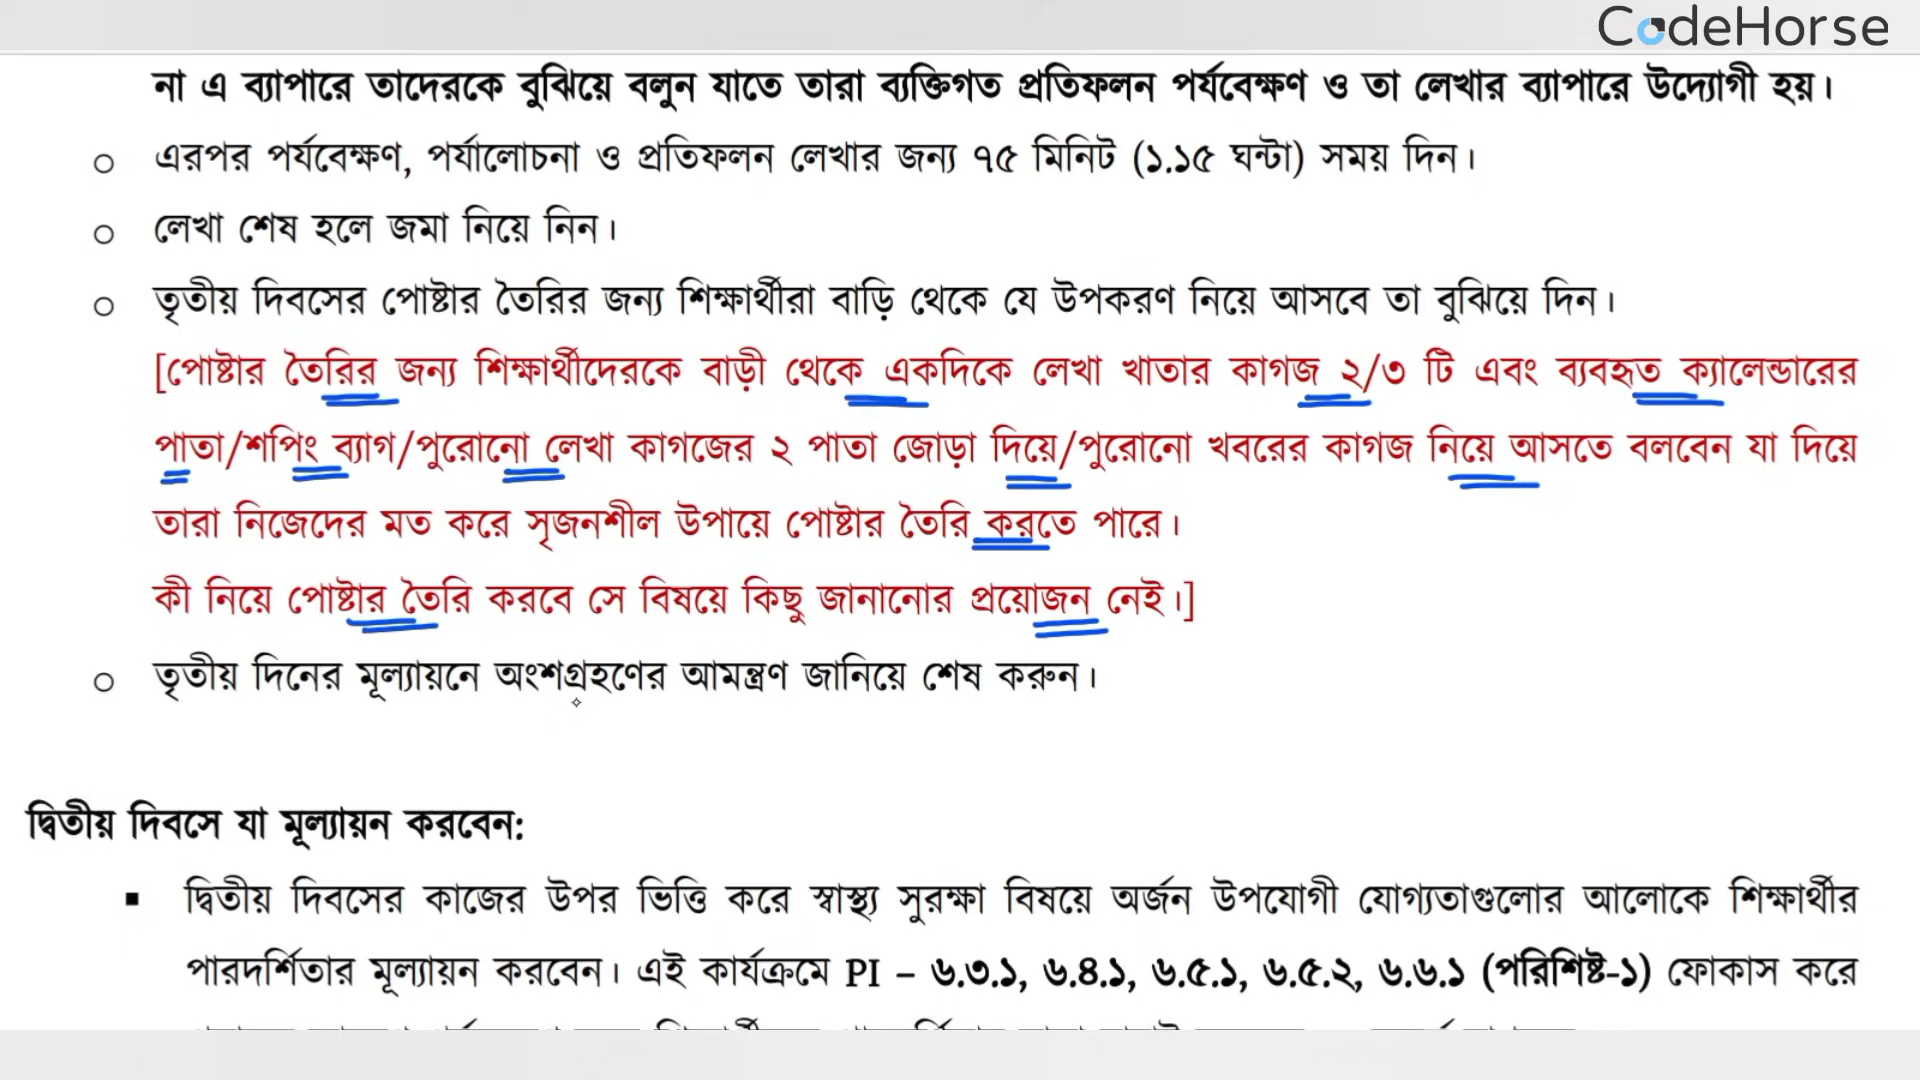 CodeHorse
না এ ব্যাপারে তাদেরকে বুঝিয়ে বলুন যাতে তারা ব্যক্তিগত প্রতিফলন পর্যবেক্ষণ ও তা লেখার ব্যাপারে উদ্যোগী হয়।
○ এরপর পর্যবেক্ষণ, পর্যালোচনা ও প্রতিফলন লেখার জন্য ৭৫ মিনিট (১.১৫ ঘন্টা) সময় দিন।
○ লেখা শেষ হলে জমা নিয়ে নিন।
○ তৃতীয় দিবসের পোষ্টার তৈরির জন্য শিক্ষার্থীরা বাড়ি থেকে যে উপকরণ নিয়ে আসবে তা বুঝিয়ে দিন।
[পোষ্টার তৈরির জন্য শিক্ষার্থীদেরকে বাড়ী থেকে একদিকে লেখা খাতার কাগজ ২/৩ টি এবং ব্যবহৃত ক্যালেন্ডারের
পাতা/শপিং ব্যাগ/পুরোনো লেখা কাগজের ২ পাতা জোড়া দিয়ে/পুরোনো খবরের কাগজ নিয়ে আসতে বলবেন যা দিয়ে
তারা নিজেদের মত করে সৃজনশীল উপায়ে পোষ্টার তৈরি করতে পারে।
কী নিয়ে পোষ্টার তৈরি করবে সে বিষয়ে কিছু জানানোর প্রয়োজন নেই।]
○ তৃতীয় দিনের মূল্যায়নে অংশগ্রহণের আমন্ত্রণ জানিয়ে শেষ করুন।
দ্বিতীয় দিবসে যা মূল্যায়ন করবেন:
▪ দ্বিতীয় দিবসের কাজের উপর ভিত্তি করে স্বাস্থ্য সুরক্ষা বিষয়ে অর্জন উপযোগী যোগ্যতাগুলোর আলোকে শিক্ষার্থীর
পারদর্শিতার মূল্যায়ন করবেন। এই কার্যক্রমে PI – ৬.৩.১, ৬.৪.১, ৬.৫.১, ৬.৫.২, ৬.৬.১ (পরিশিষ্ট-১) ফোকাস করে